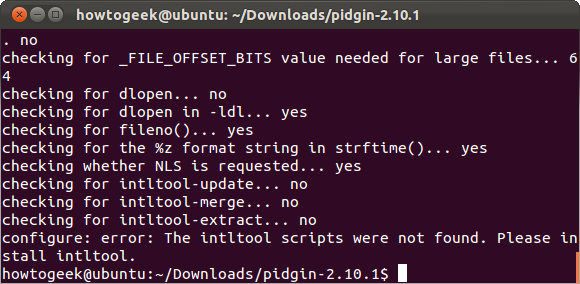 howtogeek@ubuntu: ~/Downloads/pidgin-2.10.1
. no
checking for _FILE_OFFSET_BITS value needed for large files... 6
4
checking for dlopen... no
checking for dlopen in -ldl... yes
checking for fileno()... yes
checking for the %z format string in strftime()... yes
checking whether NLS is requested... yes
checking for intltool-update... no
checking for intltool-merge... no
checking for intltool-extract... no
configure: error: The intltool scripts were not found. Please in
stall intltool.
howtogeek@ubuntu:~/Downloads/pidgin-2.10.1$